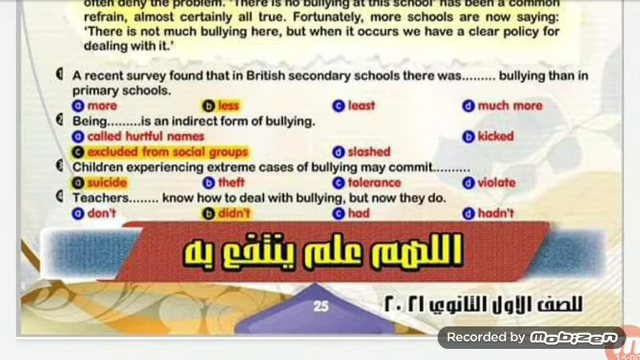 often deny the problem. 'There is no bullying at this school' has been a common
refrain, almost certainly all true. Fortunately, more schools are now saying:
'There is not much bullying here, but when it occurs we have a clear policy for
dealing with it.'
1 A recent survey found that in British secondary schools there was......... bullying than in
primary schools.
a more b less c least d much more
2 Being.........is an indirect form of bullying.
a called hurtful names b kicked
c excluded from social groups d slashed
3 Children experiencing extreme cases of bullying may commit..........
a suicide b theft c tolerance d violate
4 Teachers........ know how to deal with bullying, but now they do.
a don't b didn't c had d hadn't
اللهم علم ينتفع به
25
للصف الأول الثانوي ٢٠٢١
Recorded by mobizen